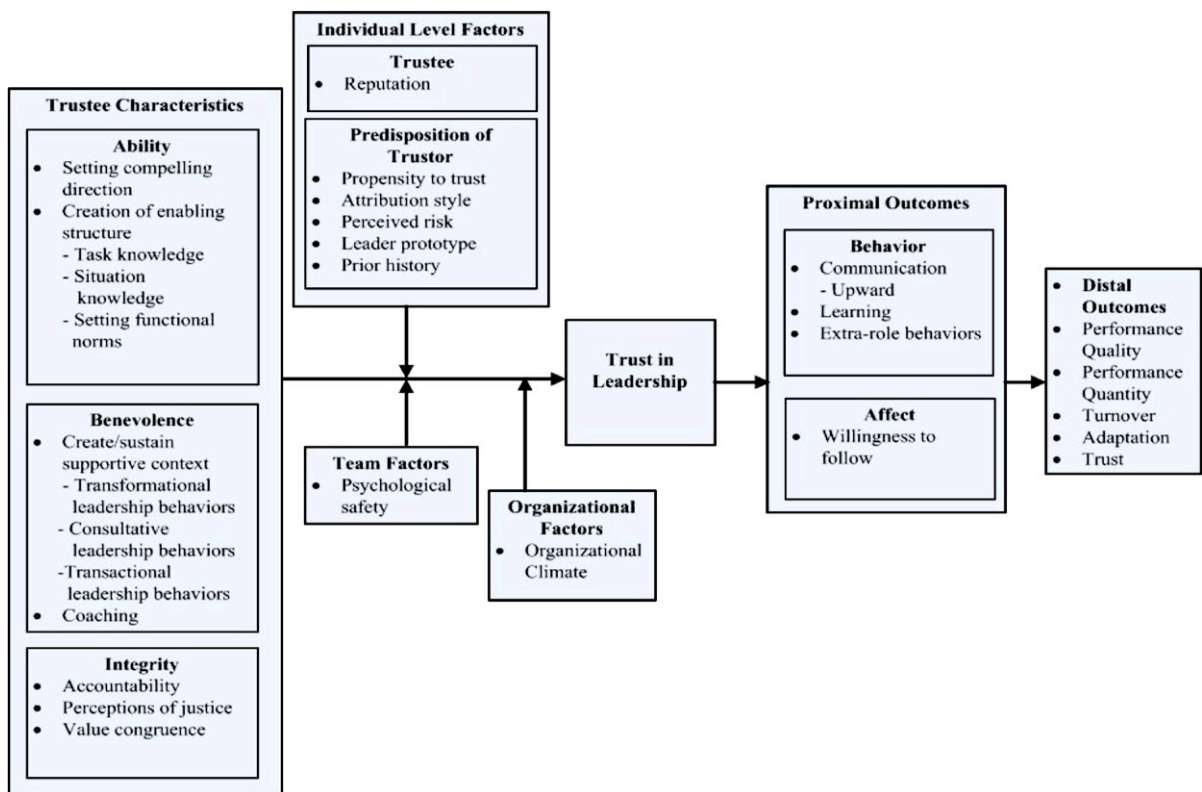 Trustee Characteristics
Ability
• Setting compelling
direction
• Creation of enabling
structure
- Task knowledge
- Situation
knowledge
- Setting functional
norms
Benevolence
• Create/sustain
supportive context
- Transformational
leadership behaviors
- Consultative
leadership behaviors
-Transactional
leadership behaviors
• Coaching
Integrity
• Accountability
• Perceptions of justice
• Value congruence
Individual Level Factors
Trustee
• Reputation
Predisposition of
Trustor
• Propensity to trust
• Attribution style
• Perceived risk
• Leader prototype
• Prior history
Team Factors
• Psychological
safety
Organizational
Factors
• Organizational
Climate
Trust in
Leadership
Proximal Outcomes
Behavior
• Communication
- Upward
• Learning
• Extra-role behaviors
Affect
• Willingness to
follow
• Distal
Outcomes
• Performance
Quality
• Performance
Quantity
• Turnover
• Adaptation
• Trust